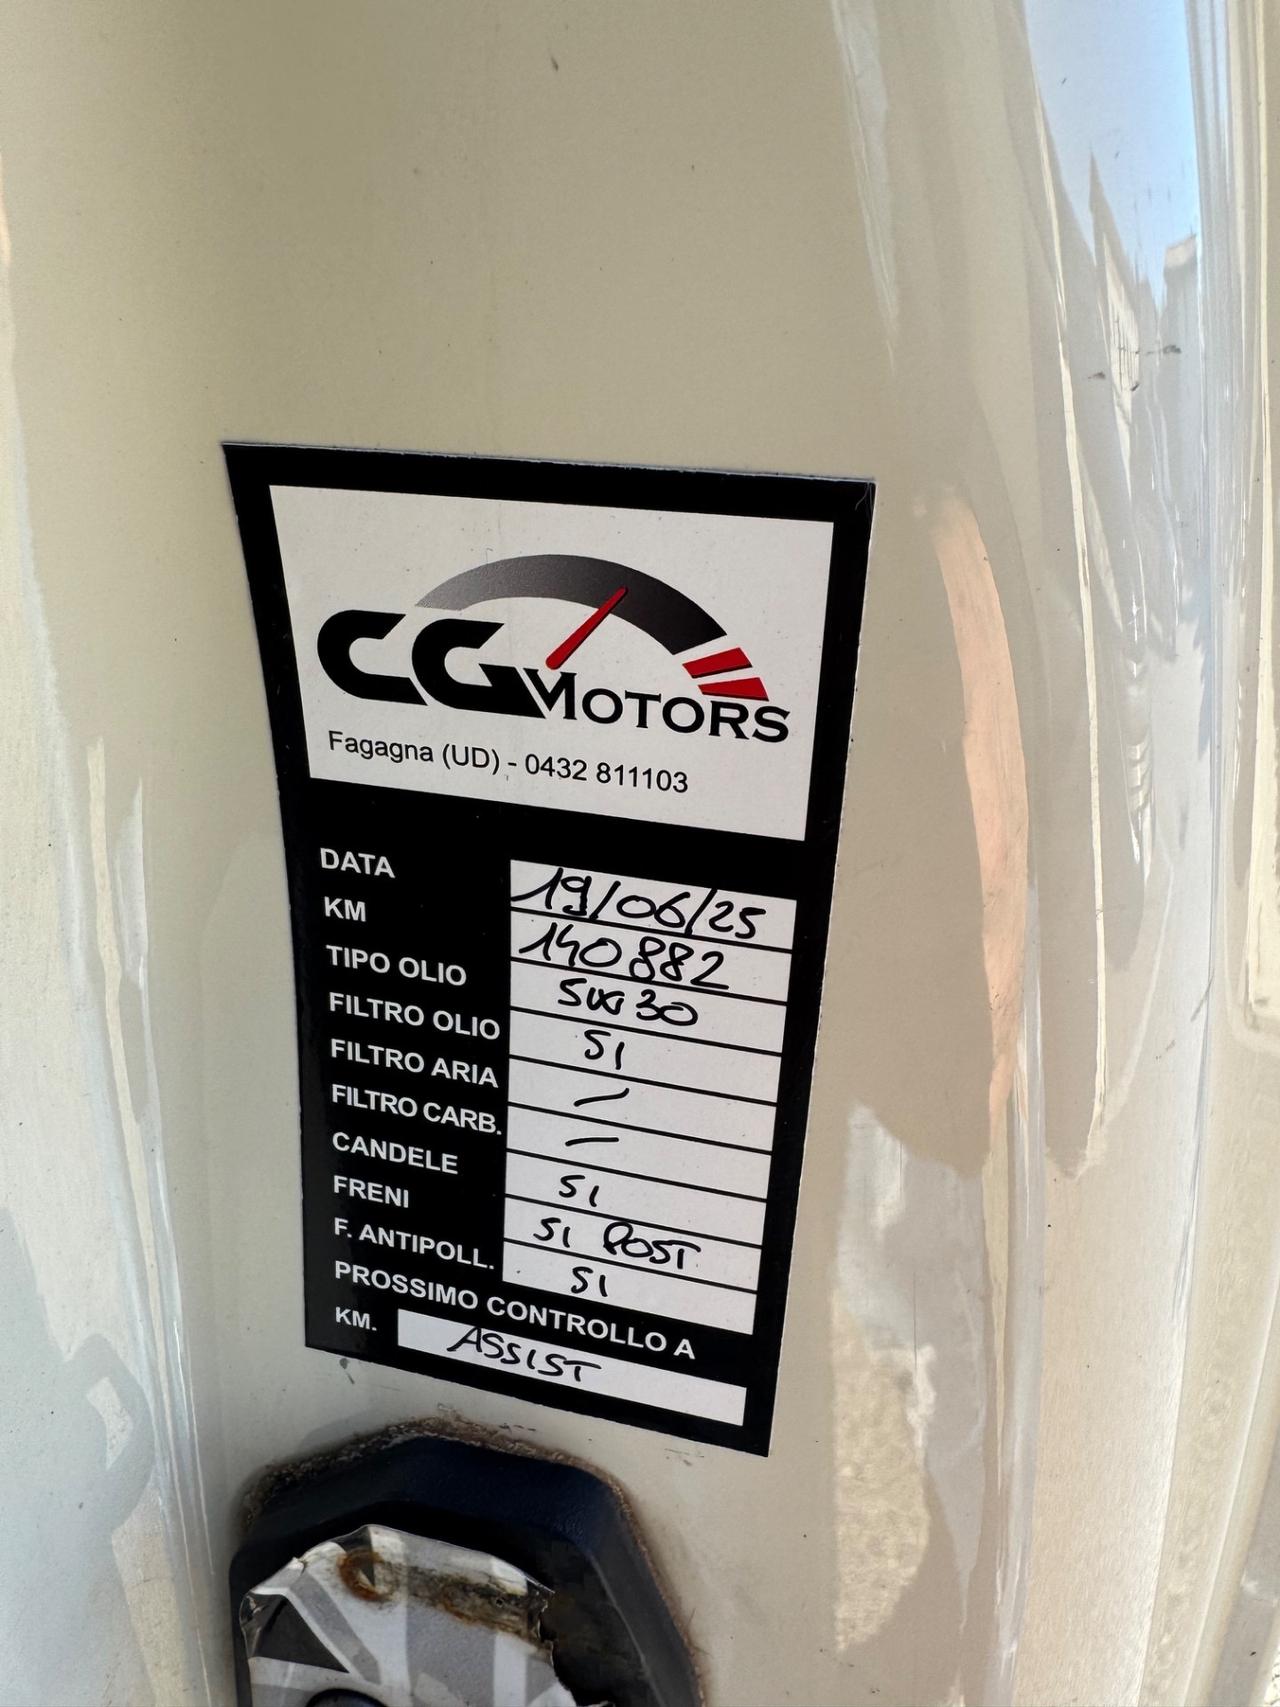 CG MOTORS
Fagagna (UD) - 0432 811103
DATA 19/06/25
KM 140882
TIPO OLIO 5W30
FILTRO OLIO SI
FILTRO ARIA /
FILTRO CARB. /
CANDELE SI
FRENI SI POST
F. ANTIPOLL. SI
PROSSIMO CONTROLLO A
KM. ASSIST